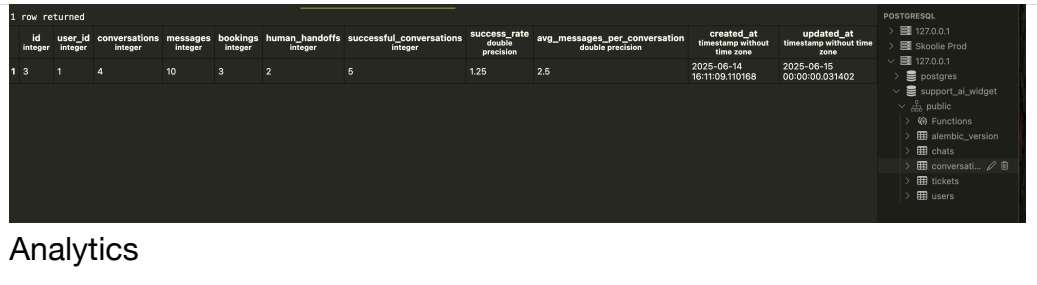 1 row returned
id user_id conversations messages bookings human_handoffs successful_conversations success_rate avg_messages_per_conversation created_at updated_at
integer integer integer integer integer integer integer double precision double precision timestamp without time zone timestamp without time zone
1 3 1 4 10 3 2 5 1.25 2.5 2025-06-14 16:11:09.110168 2025-06-15 00:00:00.031402
POSTGRESQL
127.0.0.1
Skoolie Prod
127.0.0.1
postgres
support_ai_widget
public
Functions
alembic_version
chats
conversati...
tickets
users
Analytics